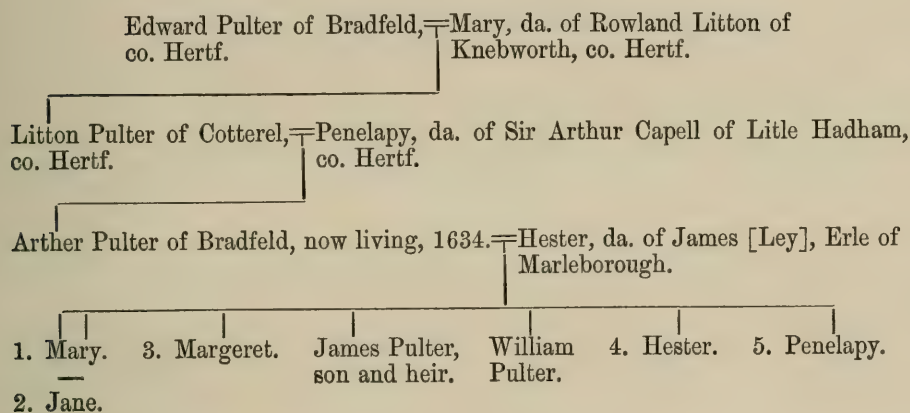 Edward Pulter of Bradfeld,=Mary, da. of Rowland Litton of
co. Hertf. Knebworth, co. Hertf.
Litton Pulter of Cotterel,=Penelapy, da. of Sir Arthur Capell of Litle Hadham,
co. Hertf. co. Hertf.
Arther Pulter of Bradfeld, now living, 1634.=Hester, da. of James [Ley], Erle of
Marleborough.
1. Mary. 3. Margeret. James Pulter, William 4. Hester. 5. Penelapy.
son and heir. Pulter.
2. Jane.